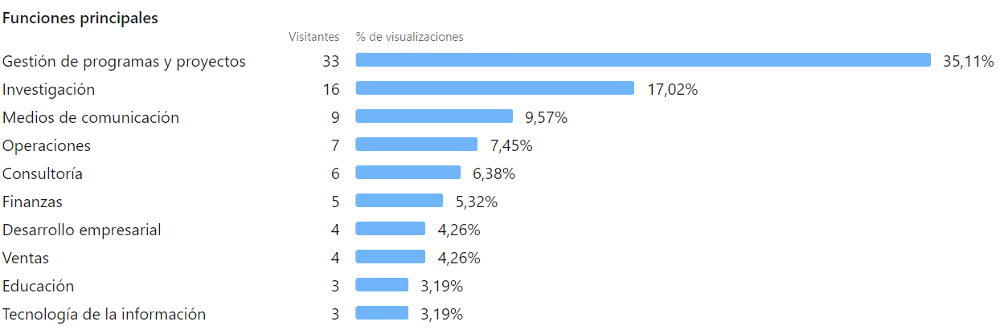 Funciones principales
Visitantes % de visualizaciones
Gestión de programas y proyectos 33 35,11%
Investigación 16 17,02%
Medios de comunicación 9 9,57%
Operaciones 7 7,45%
Consultoría 6 6,38%
Finanzas 5 5,32%
Desarrollo empresarial 4 4,26%
Ventas 4 4,26%
Educación 3 3,19%
Tecnología de la información 3 3,19%